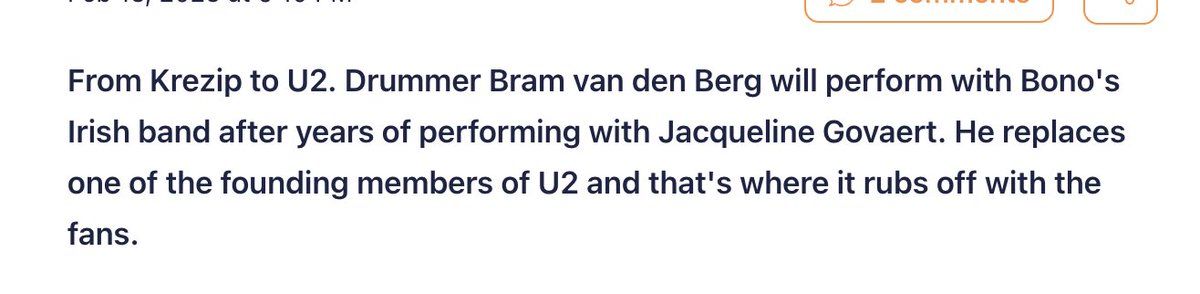 From Krezip to U2. Drummer Bram van den Berg will perform with Bono's
Irish band after years of performing with Jacqueline Govaert. He replaces
one of the founding members of U2 and that's where it rubs off with the
fans.